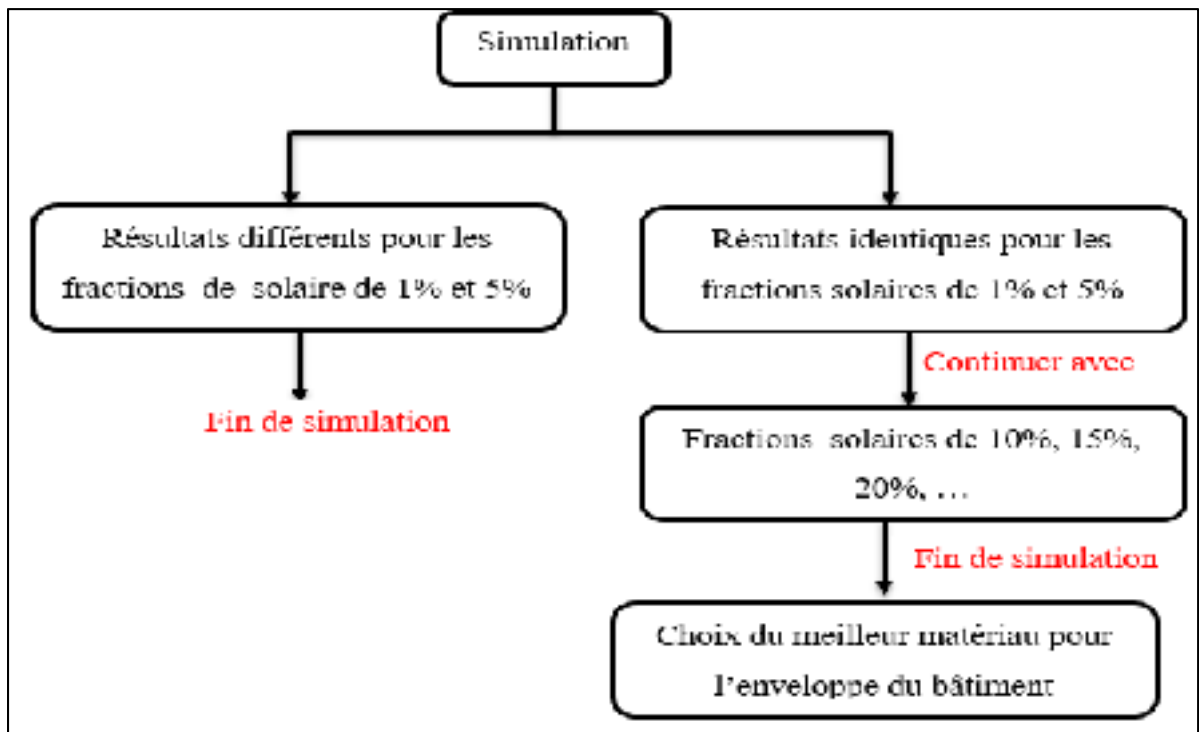 Simulation
Résultats différents pour les
fractions de solaire de 1% et 5%
Fin de simulation
Résultats identiques pour les
fractions solaires de 1% et 5%
Continuer avec
Fractions solaires de 10%, 15%,
20%, …
Fin de simulation
Choix du meilleur matériau pour
l'enveloppe du bâtiment